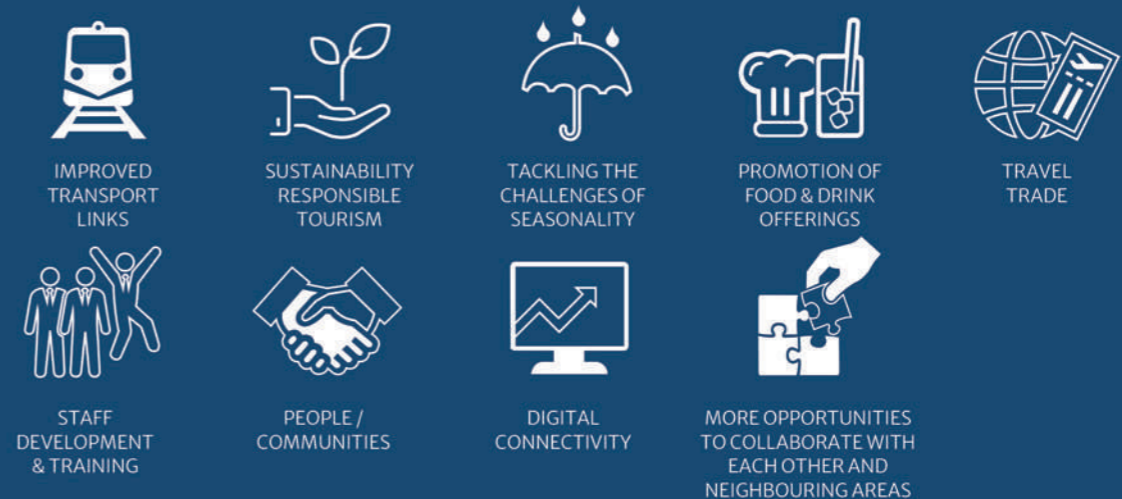 IMPROVED
TRANSPORT
LINKS
SUSTAINABILITY
RESPONSIBLE
TOURISM
TACKLING THE
CHALLENGES OF
SEASONALITY
PROMOTION OF
FOOD & DRINK
OFFERINGS
TRAVEL
TRADE
STAFF
DEVELOPMENT
& TRAINING
PEOPLE /
COMMUNITIES
DIGITAL
CONNECTIVITY
MORE OPPORTUNITIES
TO COLLABORATE WITH
EACH OTHER AND
NEIGHBOURING AREAS